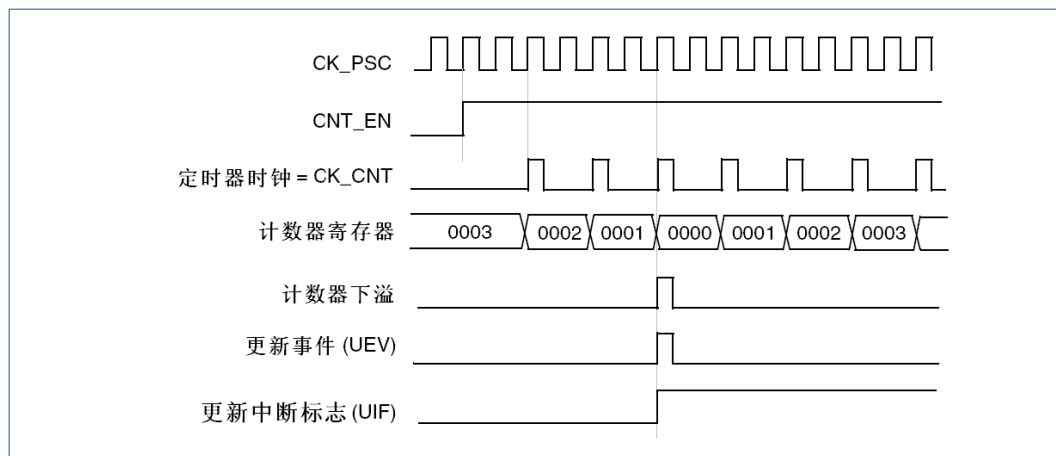 CK_PSC
CNT_EN
定时器时钟 = CK_CNT
计数器寄存器 0003 0002 0001 0000 0001 0002 0003
计数器下溢
更新事件 (UEV)
更新中断标志 (UIF)